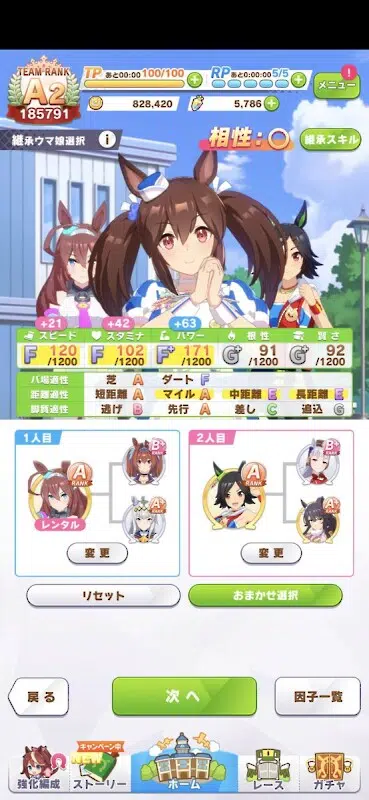 TEAM RANK
A2
185791
TP あと00:00 100/100
RP あと0:00:00 5/5
メニュー
828,420
5,786
継承ウマ娘選択
i
相性:○
継承スキル
+21 +42 +63
スピード スタミナ パワー 根性 賢さ
F 120/1200 F 102/1200 F+ 171/1200 G+ 91/1200 G+ 92/1200
バ場適性 芝 A ダート F
距離適性 短距離 A マイル A 中距離 E 長距離 E
脚質適性 逃げ B 先行 A 差し C 追込 G
1人目
A RANK
B+ RANK
A RANK
レンタル
変更
2人目
A RANK
B+ RANK
A RANK
変更
リセット
おまかせ選択
戻る
次へ
因子一覧
キャンペーン中
強化編成
ストーリー
ホーム
レース
ガチャ